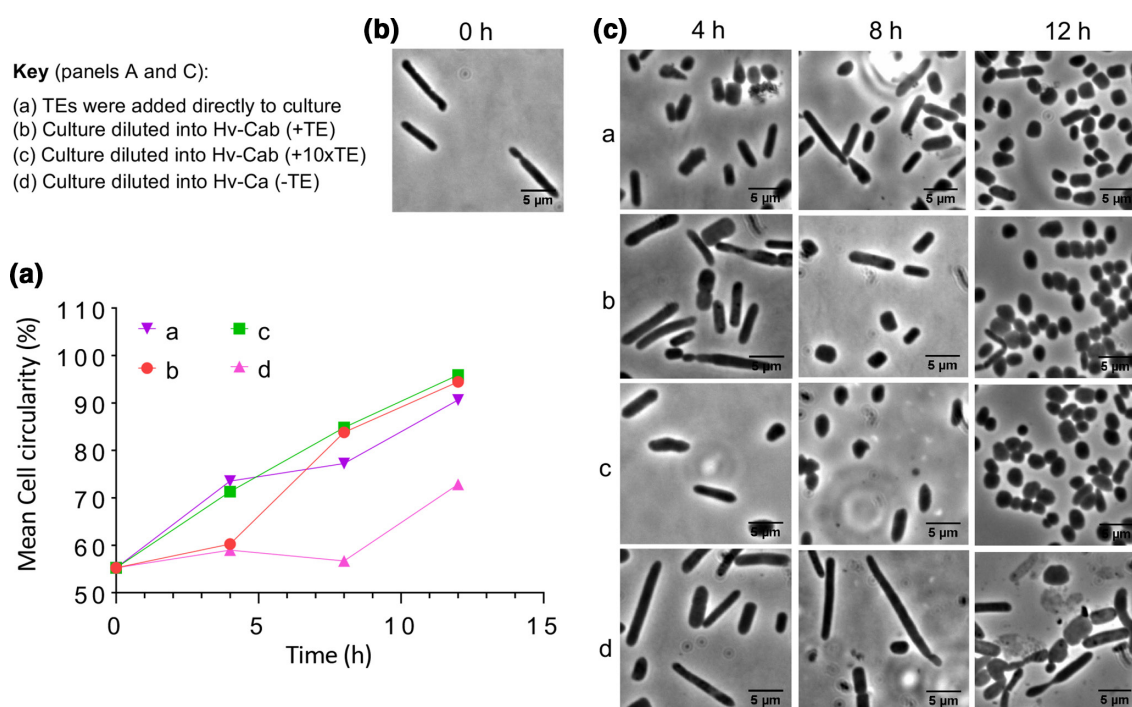 (b) 0 h
(c) 4 h 8 h 12 h
Key (panels A and C):
(a) TEs were added directly to culture
(b) Culture diluted into Hv-Cab (+TE)
(c) Culture diluted into Hv-Cab (+10xTE)
(d) Culture diluted into Hv-Ca (-TE)
5 µm
a
5 µm 5 µm 5 µm
b
5 µm 5 µm 5 µm
c
5 µm 5 µm µm
d
5 µm 5 µm 5 µm
(a)
Mean Cell circularity (%)
110
100
90
80
70
60
50
a c
b d
0 5 10 15
Time (h)